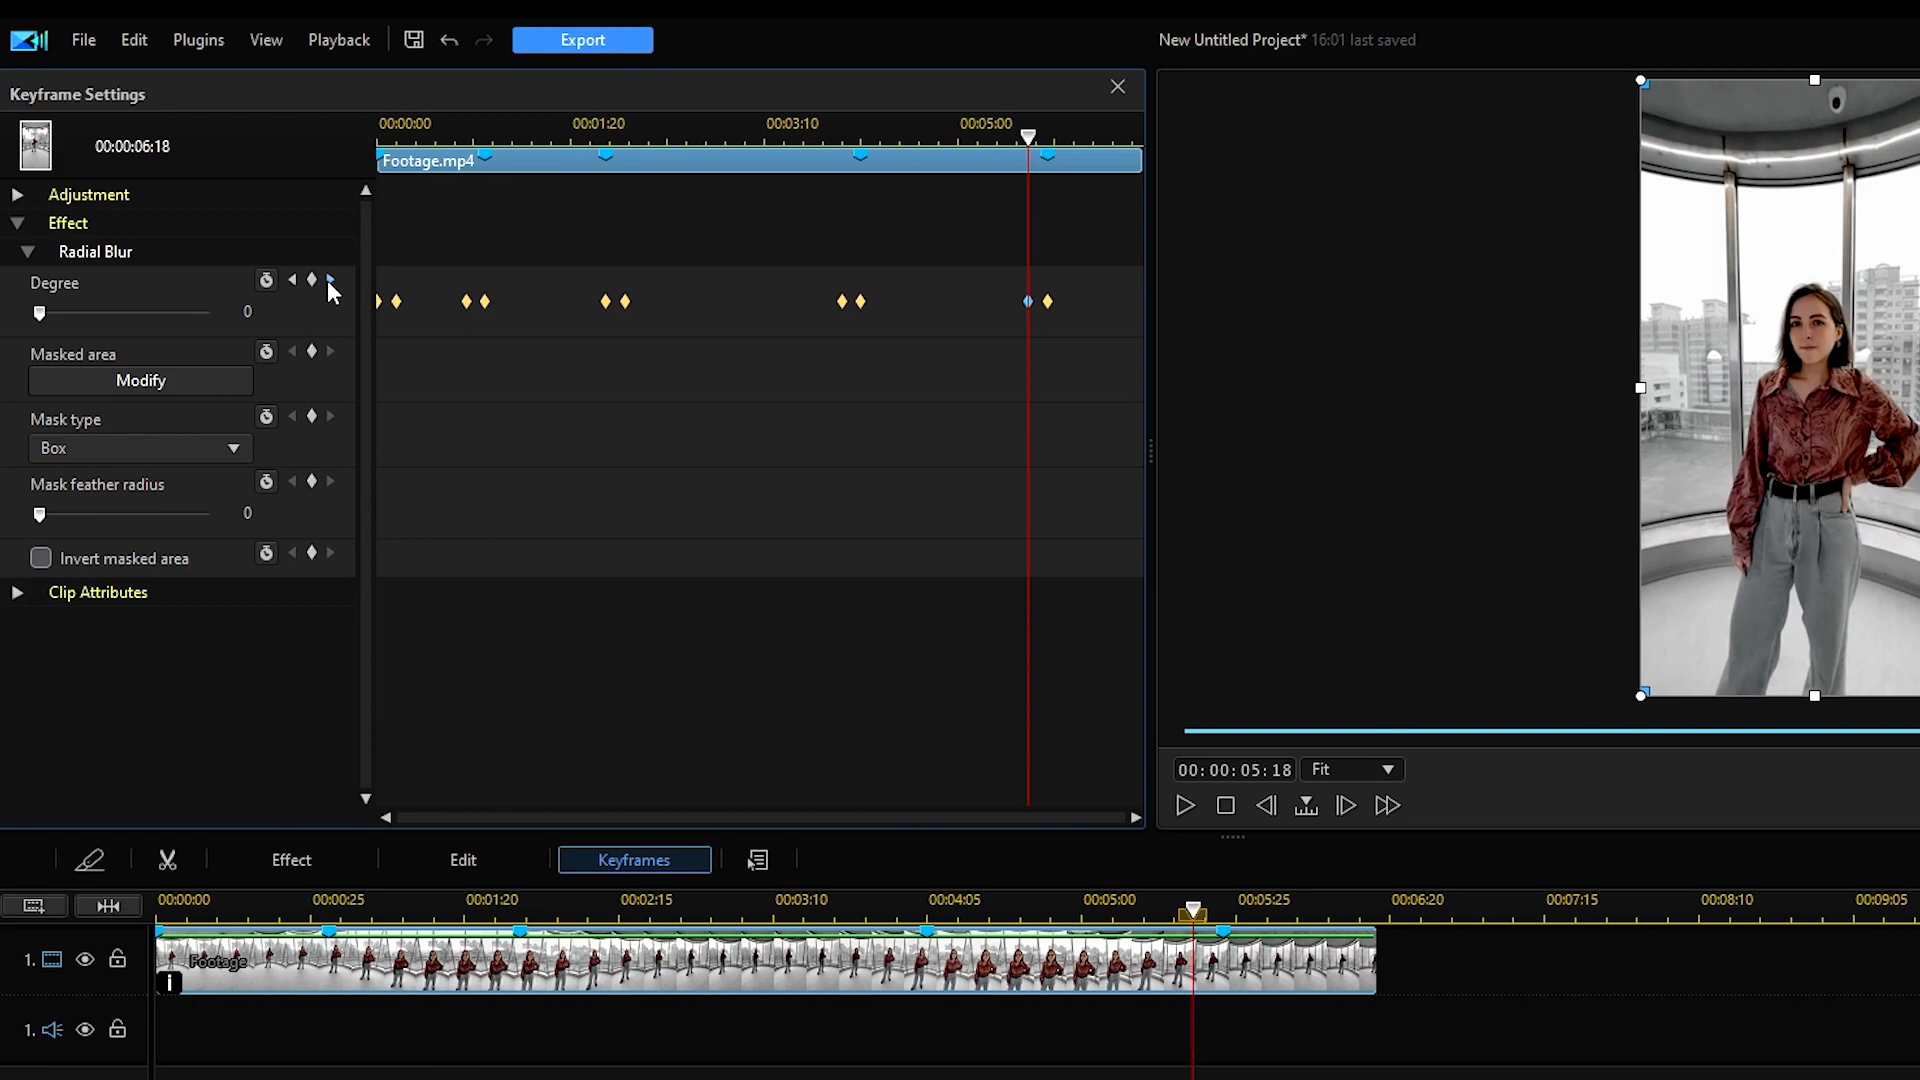 File Edit Plugins View Playback Export New Untitled Project* 16:01 last saved
Keyframe Settings
00:00:06:18
00:00:00 00:01:20 00:03:10 00:05:00
Footage.mp4
Adjustment
Effect
Radial Blur
Degree
0
Masked area
Modify
Mask type
Box
Mask feather radius
0
Invert masked area
Clip Attributes
00:00:05:18 Fit
Effect Edit Keyframes
00:00:00 00:00:25 00:01:20 00:02:15 00:03:10 00:04:05 00:05:00 00:05:25 00:06:20 00:07:15 00:08:10 00:09:05
1. Footage
i
1.